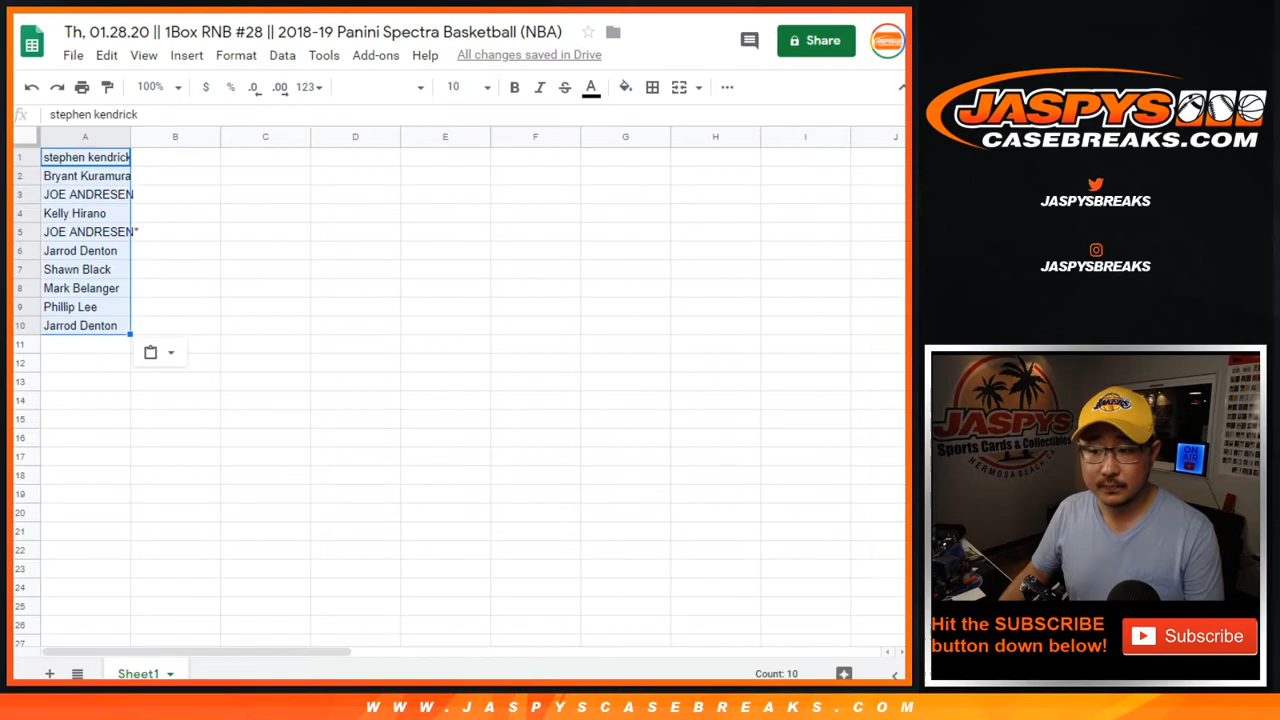 Th, 01.28.20 || 1Box RNB #28 || 2018-19 Panini Spectra Basketball (NBA)
File Edit View Insert Format Data Tools Add-ons Help All changes saved in Drive
Share
100% $ % .0 .00 123 10 B I S A
fx stephen kendrick
A B C D E F G H I J
1 stephen kendrick
2 Bryant Kuramura
3 JOE ANDRESEN
4 Kelly Hirano
5 JOE ANDRESEN*
6 Jarrod Denton
7 Shawn Black
8 Mark Belanger
9 Phillip Lee
10 Jarrod Denton
11
12
13
14
15
16
17
18
19
20
21
22
23
24
25
26
27
Sheet1
Count: 10
JASPYS
CASEBREAKS.COM
JASPYSBREAKS
JASPYSBREAKS
JASPYS
Sports Cards & Collectibles
HERMOSA BEACH, CA
LAKERS
ON
AIR
Hit the SUBSCRIBE
button down below!
Subscribe
WWW.JASPYSCASEBREAKS.COM